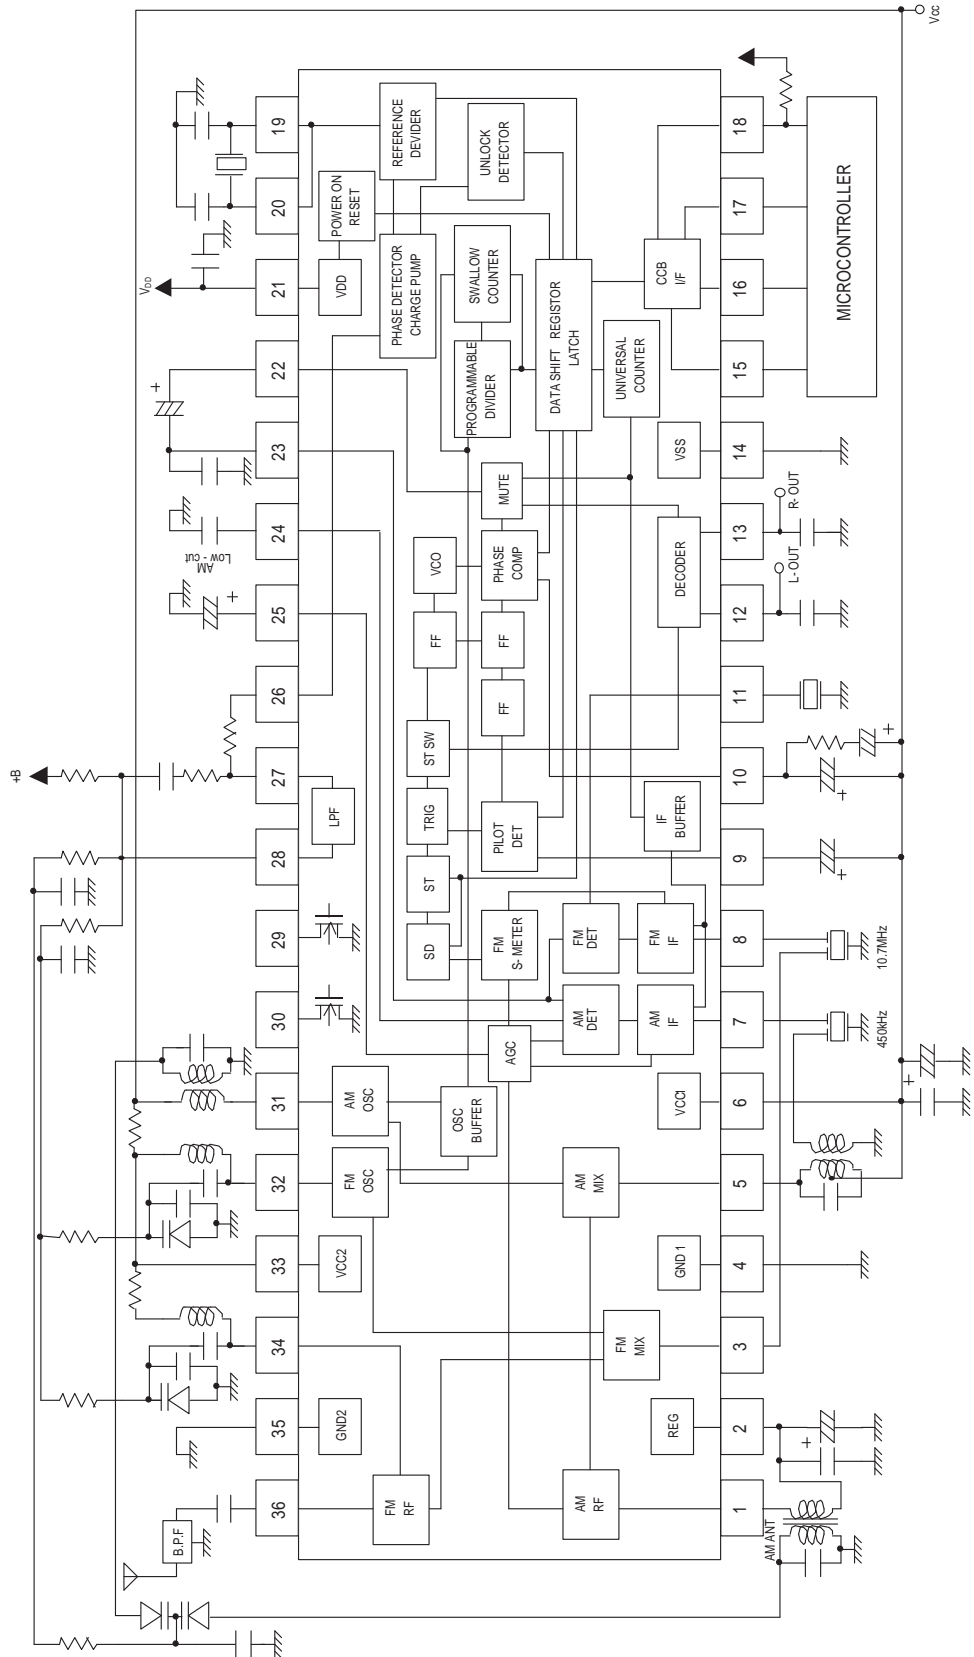 +B
VDD
+
+
AM
Low - cut
B.P.F
36
35
34
33
32
31
30
29
28
27
26
25
24
23
22
21
20
19
FM
RF
GND2
VCC2
FM
OSC
AM
OSC
OSC
BUFFER
LPF
VDD
POWER ON
RESET
REFERENCE
DEVIDER
PHASE DETECTOR
CHARGE PUMP
UNLOCK
DETECTOR
SWALLOW
COUNTER
PROGRAMMABLE
DIVIDER
DATA SHIFT REGISTOR
LATCH
SD
ST
TRIG
ST SW
FF
VCO
AGC
FM
S- METER
PILOT
DET
FF
FF
PHASE
COMP
MUTE
AM
RF
REG
FM
MIX
GND1
AM
MIX
VCCI
AM
DET
AM
IF
FM
DET
FM
IF
IF
BUFFER
DECODER
VSS
UNIVERSAL
COUNTER
CCB
I/F
1
2
3
4
5
6
7
8
9
10
11
12
13
14
15
16
17
18
AM ANT
+
+
450kHz
10.7MHz
+
+
+
L- OUT
R- OUT
MICROCONTROLLER
Vcc